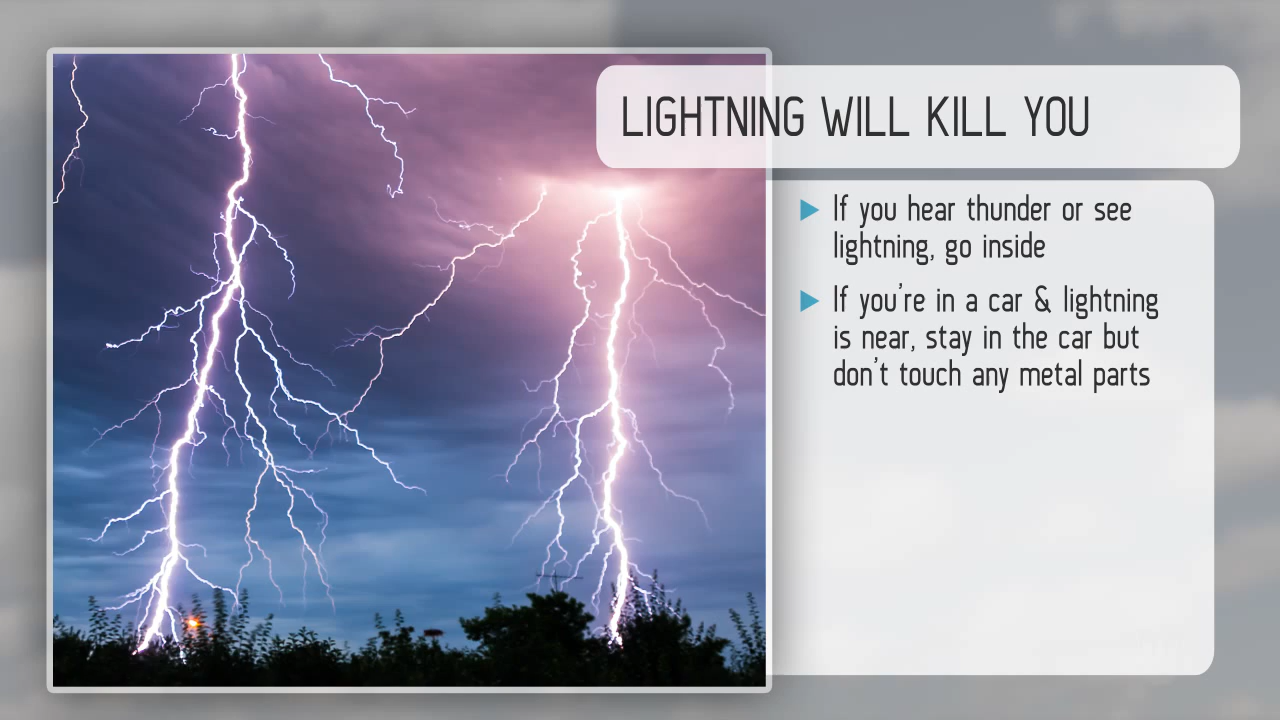 LIGHTNING WILL KILL YOU
If you hear thunder or see
lightning, go inside
If you're in a car & lightning
is near, stay in the car but
don't touch any metal parts